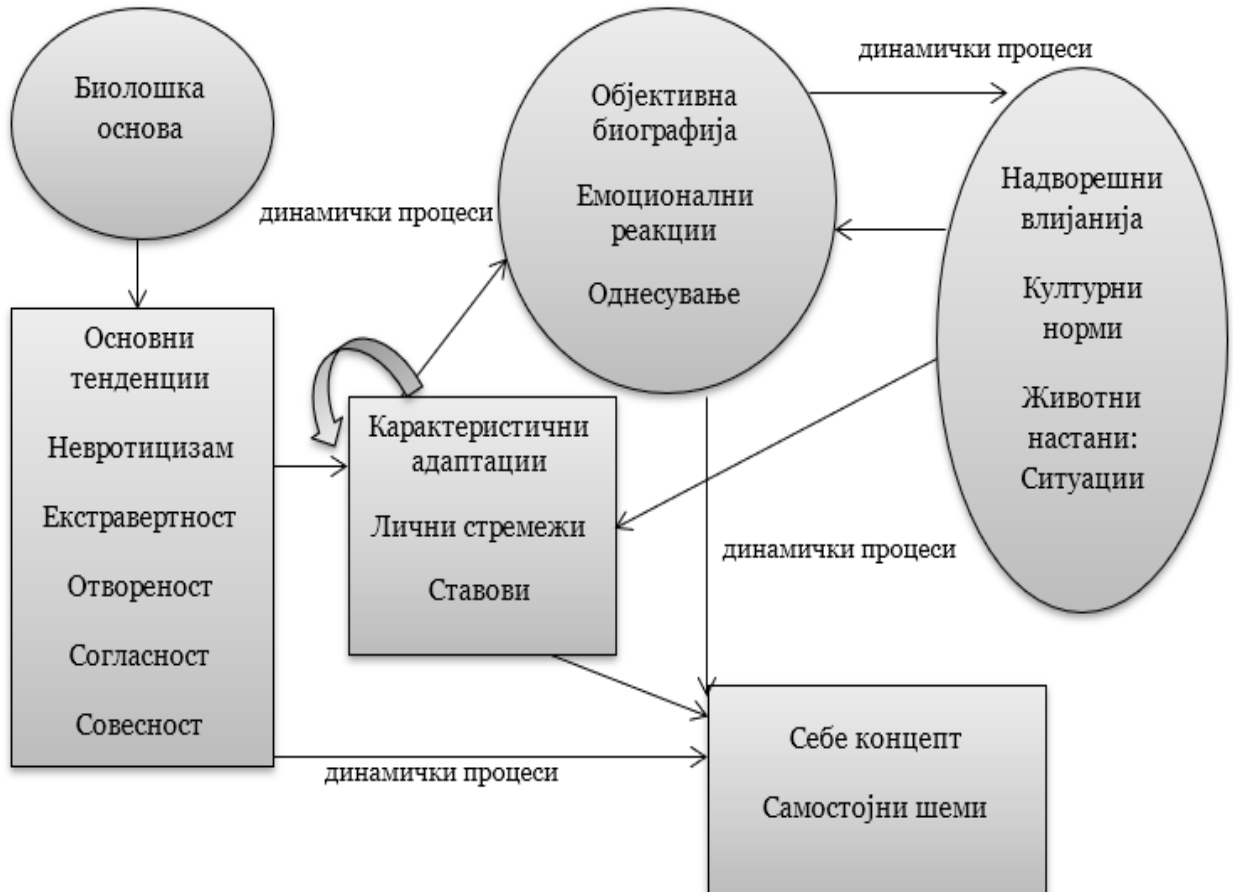 Биолошка
основа
динамички процеси
Објективна
биографија
Емоционални
реакции
Однесување
динамички процеси
Надворешни
влијанија
Културни
норми
Животни
настани:
Ситуации
Основни
тенденции
Невротицизам
Екстравертност
Отвореност
Согласност
Совесност
Карактеристични
адаптации
Лични стремежи
Ставови
динамички процеси
динамички процеси
Себе концепт
Самостојни шеми